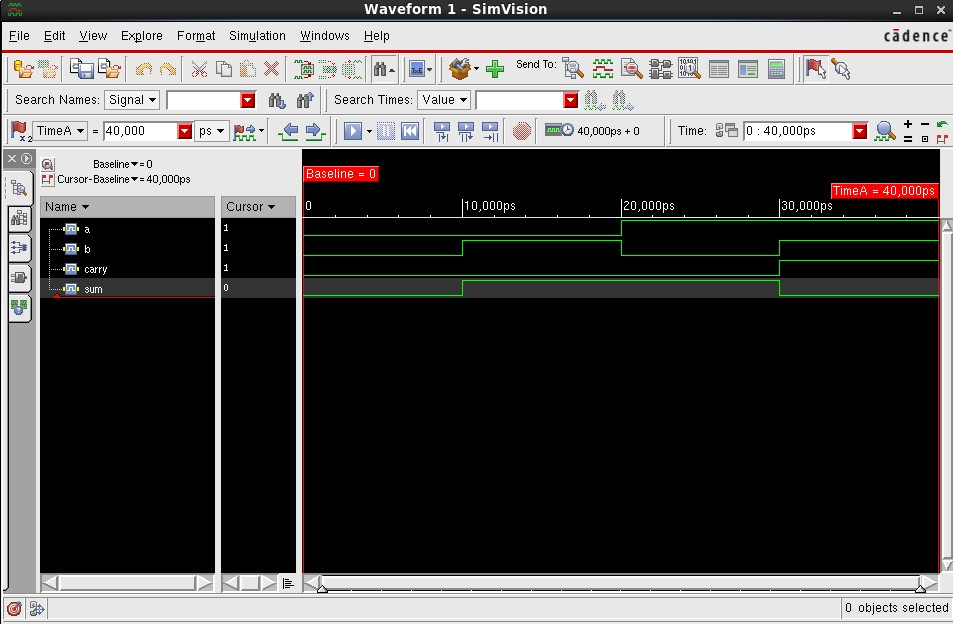 Waveform 1 - SimVision
File Edit View Explore Format Simulation Windows Help
cādence
Send To:
Search Names: Signal Search Times: Value
x2 TimeA = 40,000 ps 40,000ps + 0 Time: 0 : 40,000ps
Baseline = 0
Cursor-Baseline = 40,000ps
Baseline = 0
TimeA = 40,000ps
Name Cursor 0 10,000ps 20,000ps 30,000ps
a 1
b 1
carry 1
sum 0
0 objects selected